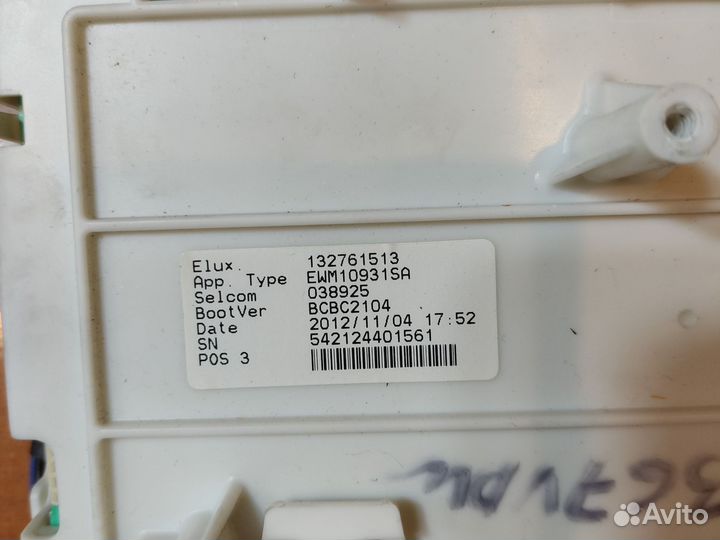 Elux. 132761513
App. Type EWM10931SA
Selcom 038925
BootVer BCBC2104
Date 2012/11/04 17:52
SN 542124401561
POS 3
Avito